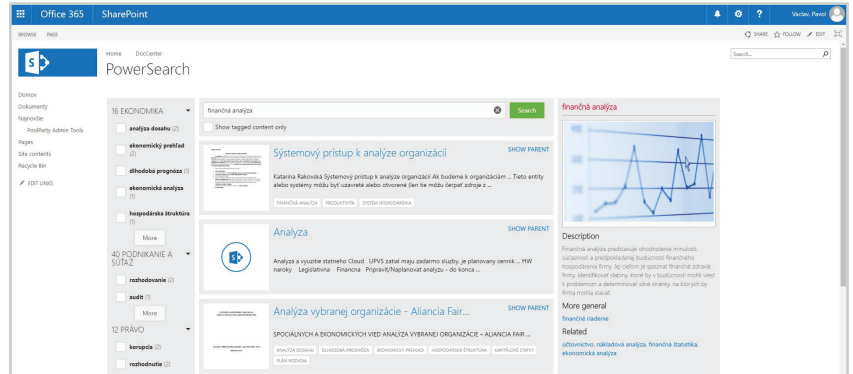 Office 365
SharePoint
?
Vaclav, Pavol
BROWSE PAGE
SHARE FOLLOW EDIT
Home DocCenter
PowerSearch
Search...
Domov
Dokumenty
Najnovšie
PoolParty Admin Tools
Pages
Site contents
Recycle Bin
EDIT LINKS
16 EKONOMIKA
analýza dosahu (2)
ekonomický prehľad
(2)
dlhodobá prognóza (1)
ekonomická analýza
(1)
hospodárska štruktúra
(1)
More
40 PODNIKANIE A
SÚŤAŽ
rozhodovanie (2)
audit (1)
More
12 PRÁVO
korupcia (2)
rozhodnutie (2)
finančná analýza
Search
Show tagged content only
Sýstemový prístup k analýze organizácií
SHOW PARENT
Katarína Rakovská Sýstemový prístup k analýze organizácií Ak budeme k organizáciám ... Tieto entity
alebo systémy môžu byť uzavreté alebo otvorené (len tie môžu čerpať zdroje z ...
FINANČNÁ ANALÝZA PRODUKTIVITA SYSTÉM HOSPODÁRENIA
Analyza
SHOW PARENT
Analyza a vyuzitie statneho Cloud UPVS zatial maju zadarmo sluzby. je planovany cennik ... HW
naroky Legislativna Financna Pripravit/Naplanovat analyzu - do konca ...
Analýza vybranej organizácie - Aliancia Fair...
SHOW PARENT
SPOCIÁLNYCH A EKONOMICKÝCH VIED ANALÝZA VYBRANEJ ORGANIZÁCIE – ALIANCIA FAIR ...
ANALÝZA DOSAHU DLHODOBÁ PROGNÓZA EKONOMICKÝ PREHĽAD HOSPODÁRSKA ŠTRUKTÚRA KAPITÁLOVÉ STATKY
PLÁN ROZVOJA
finančná analýza
Description
Finančná analýza predstavuje ohodnotenie minulosti,
súčasnosti a predpokladanej budúcnosti finančného
hospodárenia firmy. Jej cieľom je spoznať finančné zdravie
firmy, identifikovať slabiny, ktoré by v budúcnosti mohli viesť
k problémom a determinovať silné stránky, na ktorých by
firma mohla stavať.
More general
finančné riadenie
Related
účtovníctvo, nákladová analýza, finančná štatistika,
ekonomická analýza